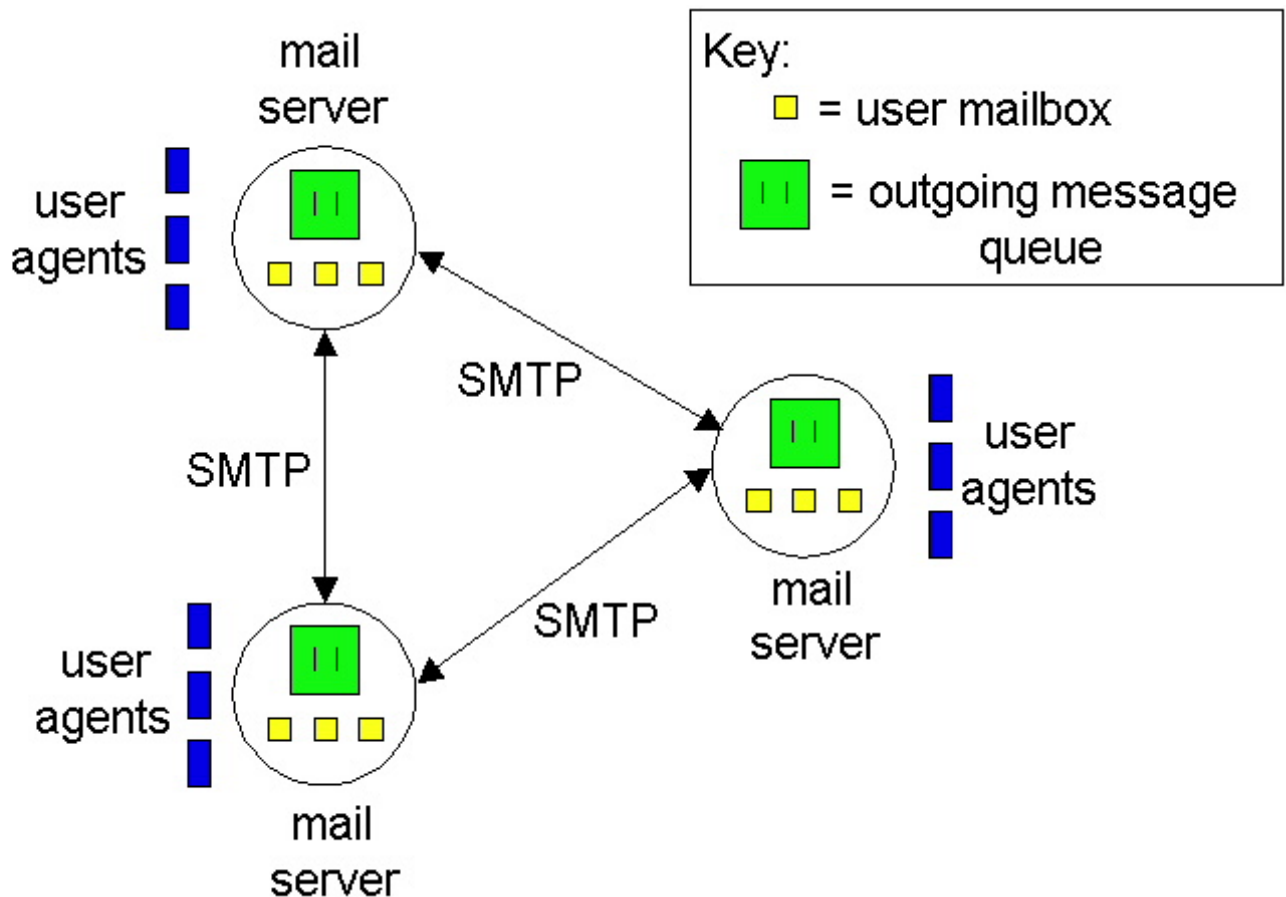 mail
server
Key:
= user mailbox
= outgoing message
queue
user
agents
SMTP
SMTP
user
agents
mail
server
SMTP
user
agents
mail
server